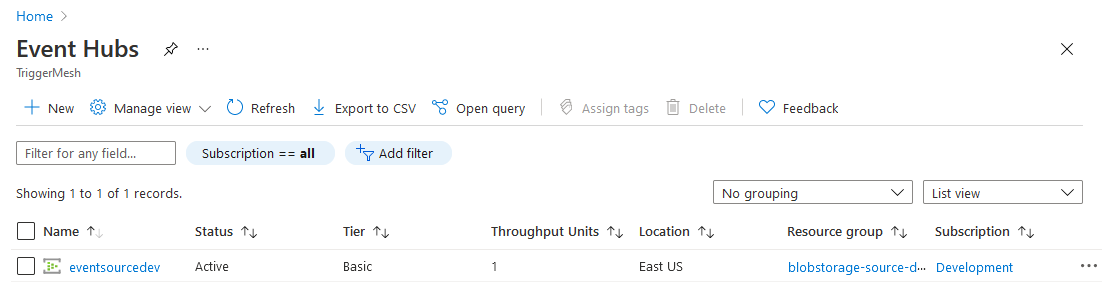 Home >
Event Hubs ...
TriggerMesh
New Manage view Refresh Export to CSV Open query Assign tags Delete Feedback
Filter for any field... Subscription == all Add filter
Showing 1 to 1 of 1 records. No grouping List view
Name Status Tier Throughput Units Location Resource group Subscription
eventsourcedev Active Basic 1 East US blobstorage-source-d... Development ...